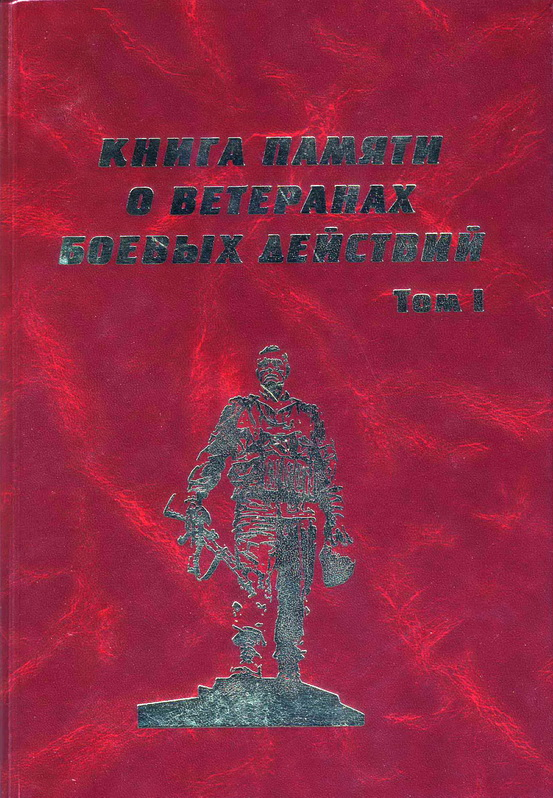 КНИГА ПАМЯТИ
О ВЕТЕРАНАХ
БОЕВЫХ ДЕЙСТВИЙ
Том I